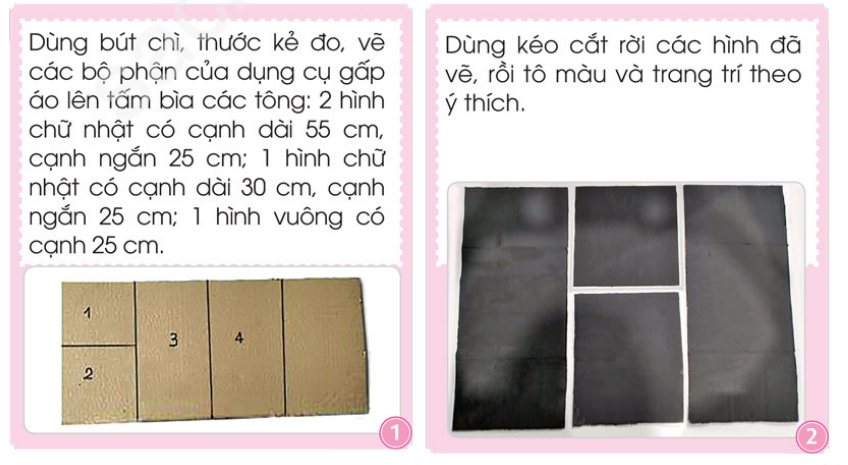 Dùng bút chì, thước kẻ đo, vẽ
các bộ phận của dụng cụ gấp
áo lên tấm bìa các tông: 2 hình
chữ nhật có cạnh dài 55 cm,
cạnh ngắn 25 cm; 1 hình chữ
nhật có cạnh dài 30 cm, cạnh
ngắn 25 cm; 1 hình vuông có
cạnh 25 cm.
1
2
3
4
1
Dùng kéo cắt rời các hình đã
vẽ, rồi tô màu và trang trí theo
ý thích.
2